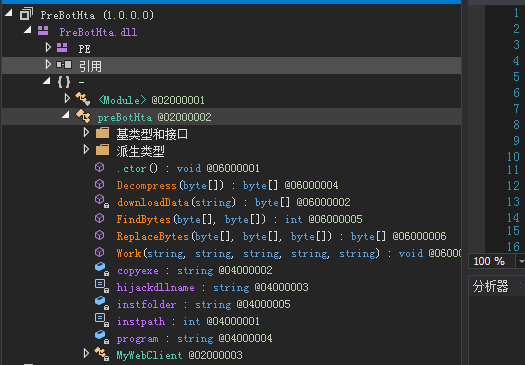 PreBotHta (1.0.0.0)
PreBotHta.dll
PE
引用
{ } -
<Module> @02000001
preBotHta @02000002
基类型和接口
派生类型
.ctor() : void @06000001
Decompress(byte[]) : byte[] @06000004
downloadData(string) : byte[] @06000002
FindBytes(byte[], byte[]) : int @06000005
ReplaceBytes(byte[], byte[], byte[]) : byte[] @06000006
Work(string, string, string, string) : void @0600
copyexe : string @04000002
hijackdllname : string @04000003
instfolder : string @04000005
instpath : int @04000001
program : string @04000004
MyWebClient @02000003
1
2
3
4
5
6
7
8
9
10
11
12
13
14
15
16
100 %
分析器